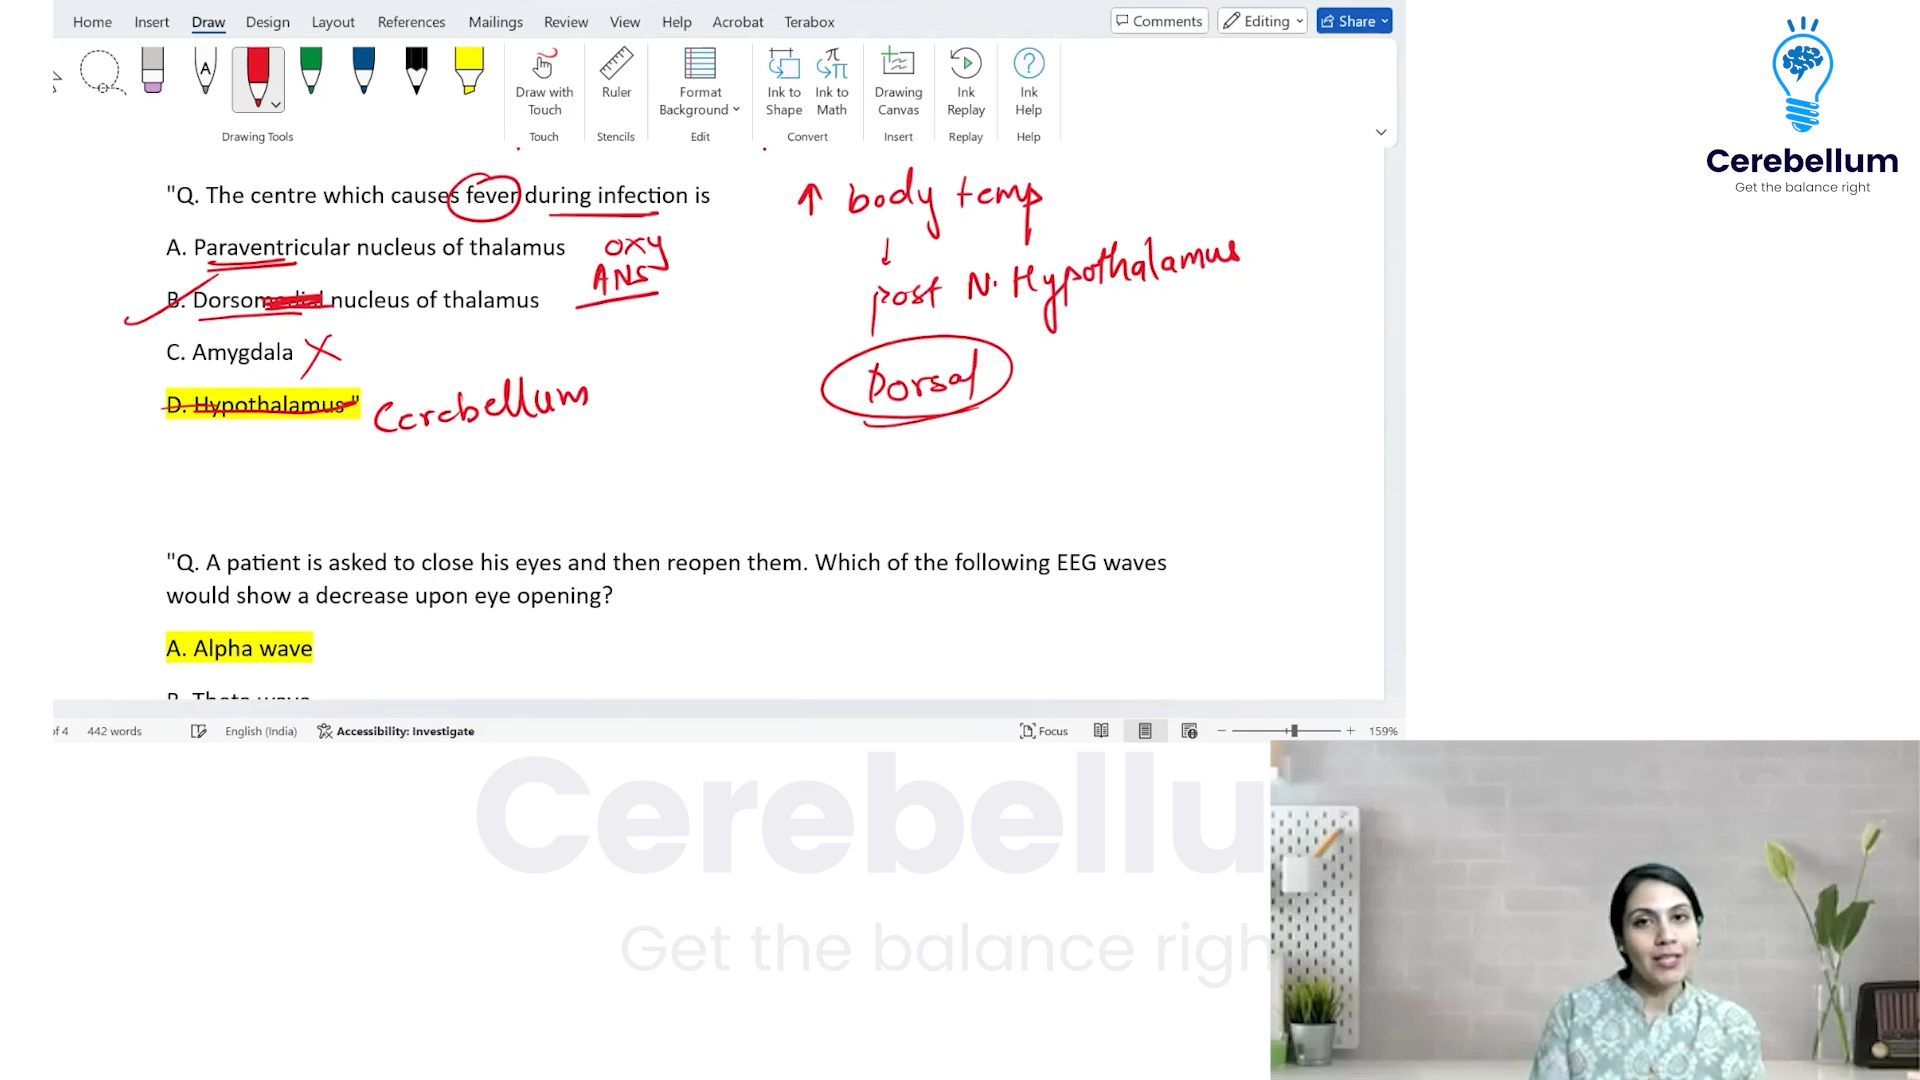 Home Insert Draw Design Layout References Mailings Review View Help Acrobat Terabox
Comments Editing Share
Draw with Touch
Ruler
Format Background
Ink to Shape
Ink to Math
Drawing Canvas
Ink Replay
Ink Help
Drawing Tools Touch Stencils Edit Convert Insert Replay Help
Cerebellum
Get the balance right
"Q. The centre which causes fever during infection is
↑ body temp
A. Paraventricular nucleus of thalamus
oxy
ANS
↓
post N. Hypothalamus
B. Dorsomedial nucleus of thalamus
C. Amygdala X
Dorsal
D. Hypothalamus "
Cerebellum
"Q. A patient is asked to close his eyes and then reopen them. Which of the following EEG waves
would show a decrease upon eye opening?
A. Alpha wave
B. Theta wave
of 4 442 words English (India) Accessibility: Investigate Focus 159%
Cerebellu
Get the balance righ